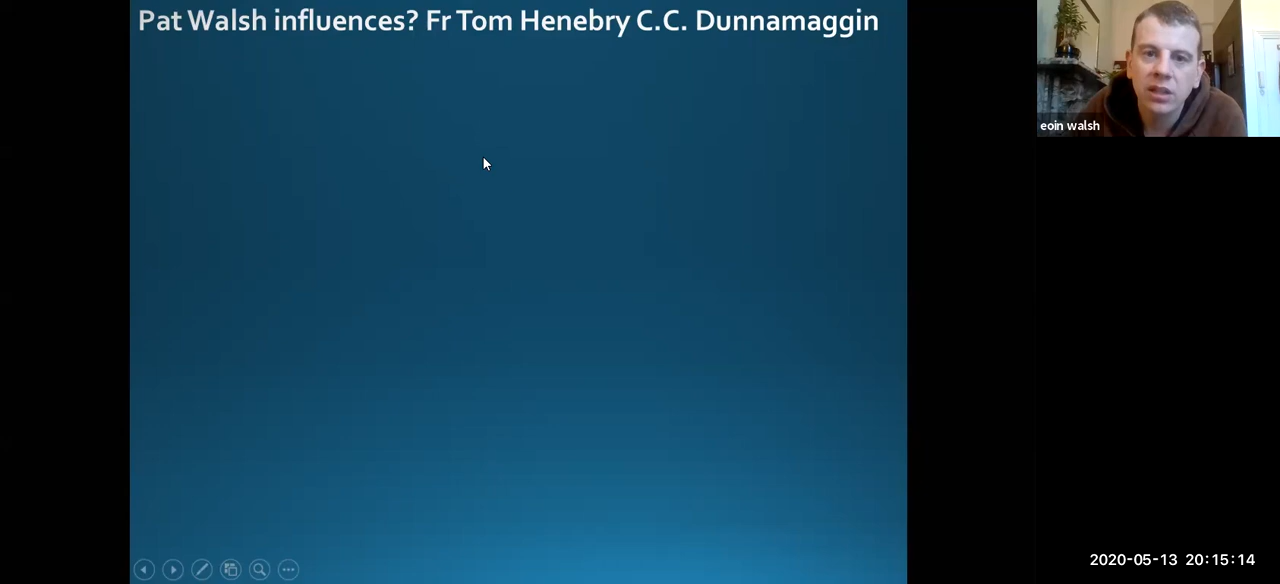 Pat Walsh influences? Fr Tom Henebry C.C. Dunnamaggin
eoin walsh
2020-05-13 20:15:14